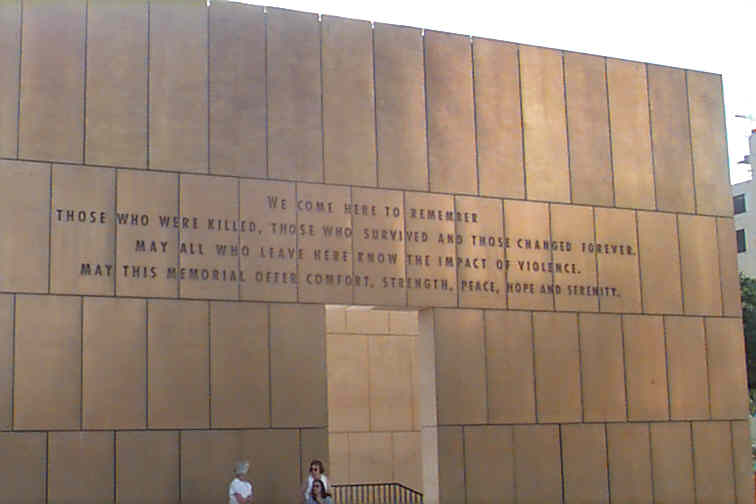 WE COME HERE TO REMEMBER
THOSE WHO WERE KILLED, THOSE WHO SURVIVED AND THOSE CHANGED FOREVER.
MAY ALL WHO LEAVE HERE KNOW THE IMPACT OF VIOLENCE.
MAY THIS MEMORIAL OFFER COMFORT, STRENGTH, PEACE, HOPE AND SERENITY.